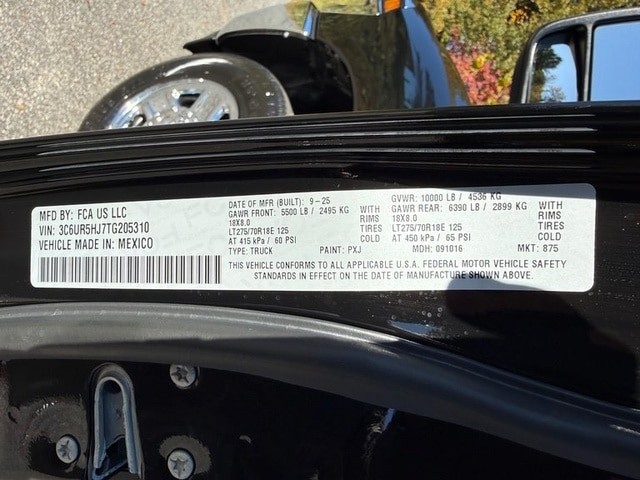 MFD BY: FCA US LLC
VIN: 3C6UR5HJ7TG205310
VEHICLE MADE IN: MEXICO
DATE OF MFR (BUILT): 9-25
GAWR FRONT: 5500 LB / 2495 KG WITH
18X8.0 RIMS
LT275/70R18E 125 TIRES
AT 415 kPa / 60 PSI COLD
TYPE: TRUCK PAINT: PXJ
GVWR: 10000 LB / 4536 KG
GAWR REAR: 6390 LB / 2899 KG WITH
18X8.0 RIMS
LT275/70R18E 125 TIRES
AT 450 kPa / 65 PSI COLD
MDH: 091016 MKT: 875
THIS VEHICLE CONFORMS TO ALL APPLICABLE U.S.A. FEDERAL MOTOR VEHICLE SAFETY
STANDARDS IN EFFECT ON THE DATE OF MANUFACTURE SHOWN ABOVE.